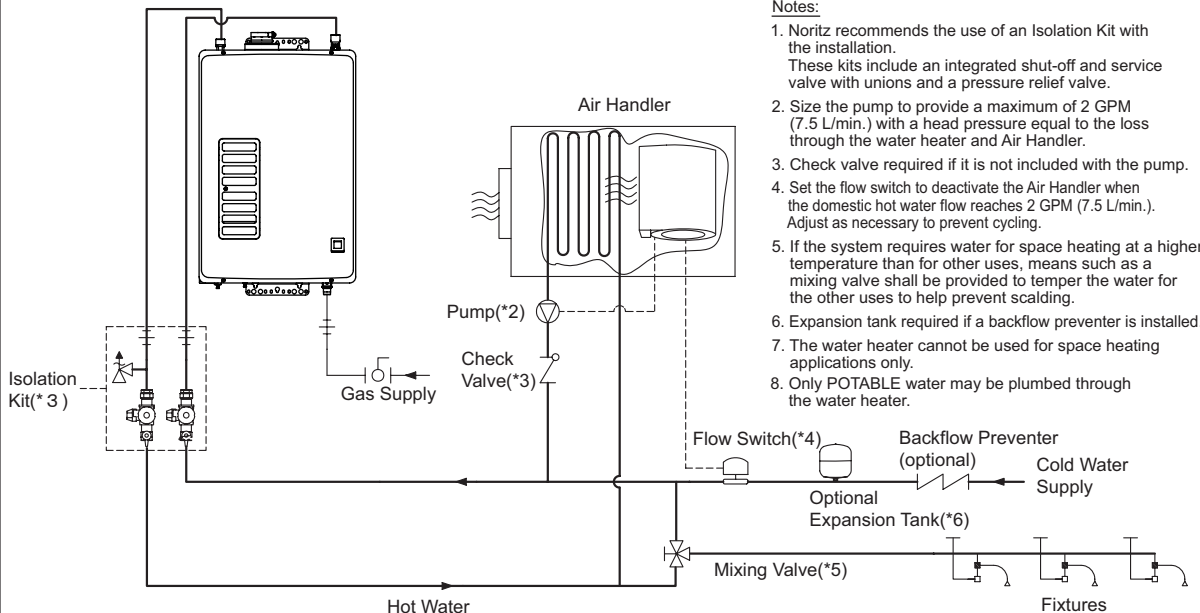 Notes:
1. Noritz recommends the use of an Isolation Kit with
the installation.
These kits include an integrated shut-off and service
valve with unions and a pressure relief valve.
2. Size the pump to provide a maximum of 2 GPM
(7.5 L/min.) with a head pressure equal to the loss
through the water heater and Air Handler.
3. Check valve required if it is not included with the pump.
4. Set the flow switch to deactivate the Air Handler when
the domestic hot water flow reaches 2 GPM (7.5 L/min.).
Adjust as necessary to prevent cycling.
5. If the system requires water for space heating at a higher
temperature than for other uses, means such as a
mixing valve shall be provided to temper the water for
the other uses to help prevent scalding.
6. Expansion tank required if a backflow preventer is installed
7. The water heater cannot be used for space heating
applications only.
8. Only POTABLE water may be plumbed through
the water heater.
Air Handler
Pump(*2)
Check
Valve(*3)
Gas Supply
Isolation
Kit(*３)
Flow Switch(*4)
Backflow Preventer
(optional)
Cold Water
Supply
Optional
Expansion Tank(*6)
Mixing Valve(*5)
Hot Water
Fixtures